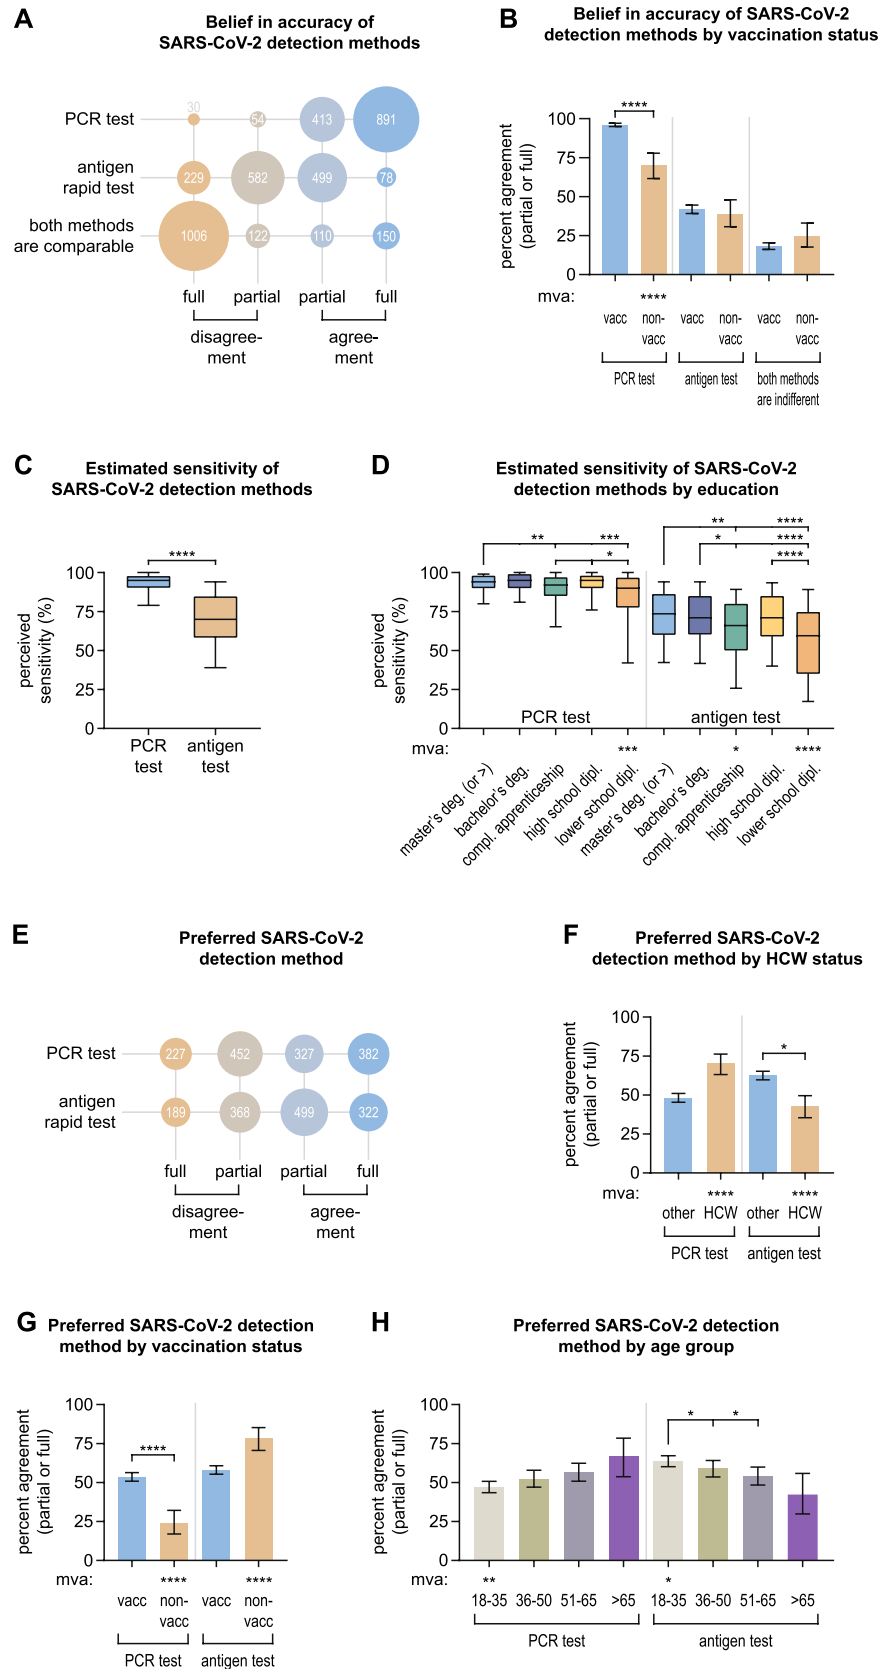 A
Belief in accuracy of
SARS-CoV-2 detection methods
30
PCR test
54
413
891
antigen
rapid test
229
582
499
78
both methods
are comparable
1006
122
110
150
full
partial
partial
full
disagree-
ment
agree-
ment
B
Belief in accuracy of SARS-CoV-2
detection methods by vaccination status
percent agreement
(partial or full)
100
75
50
25
0
****
mva:
****
vacc
non-
vacc
vacc
non-
vacc
vacc
non-
vacc
PCR test
antigen test
both methods
are indifferent
C
Estimated sensitivity of
SARS-CoV-2 detection methods
perceived
sensitivity (%)
100
75
50
25
0
****
PCR
test
antigen
test
D
Estimated sensitivity of SARS-CoV-2
detection methods by education
perceived
sensitivity (%)
100
75
50
25
0
** ****
** *** * ****
* ****
PCR test
antigen test
mva:
*** * ****
master's deg. (or >)
bachelor's deg.
compl. apprenticeship
high school dipl.
lower school dipl.
master's deg. (or >)
bachelor's deg.
compl. apprenticeship
high school dipl.
lower school dipl.
E
Preferred SARS-CoV-2
detection method
PCR test
227
452
327
382
antigen
rapid test
189
368
499
322
full
partial
partial
full
disagree-
ment
agree-
ment
F
Preferred SARS-CoV-2
detection method by HCW status
percent agreement
(partial or full)
100
75
50
25
0
*
mva:
**** ****
other HCW other HCW
PCR test
antigen test
G
Preferred SARS-CoV-2 detection
method by vaccination status
percent agreement
(partial or full)
100
75
50
25
0
****
mva:
**** ****
vacc
non-
vacc
vacc
non-
vacc
PCR test
antigen test
H
Preferred SARS-CoV-2 detection
method by age group
percent agreement
(partial or full)
100
75
50
25
0
* *
mva:
** *
18-35 36-50 51-65 >65 18-35 36-50 51-65 >65
PCR test
antigen test